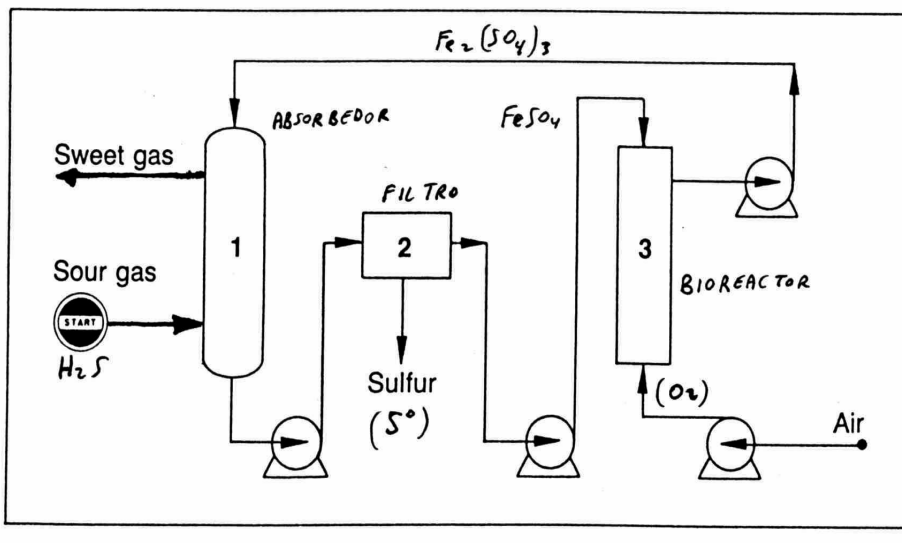 Fe2(SO4)3
ABSORBEDOR
FeSO4
Sweet gas
FILTRO
1
2
3
Sour gas
BIOREACTOR
START
H2S
Sulfur
(S°)
(O2)
Air